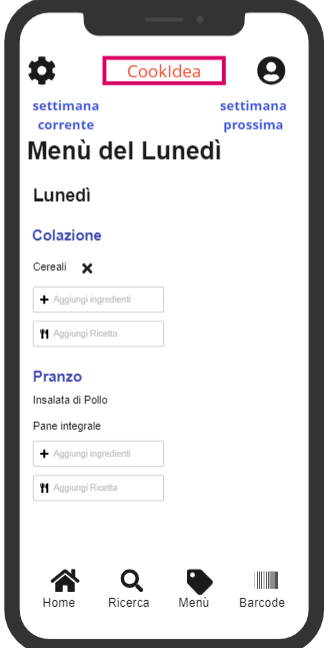 CookIdea
settimana corrente
settimana prossima
Menù del Lunedì
Lunedì
Colazione
Cereali
Aggiungi ingredienti
Aggiungi Ricetta
Pranzo
Insalata di Pollo
Pane integrale
Aggiungi ingredienti
Aggiungi Ricetta
Home Ricerca Menù Barcode